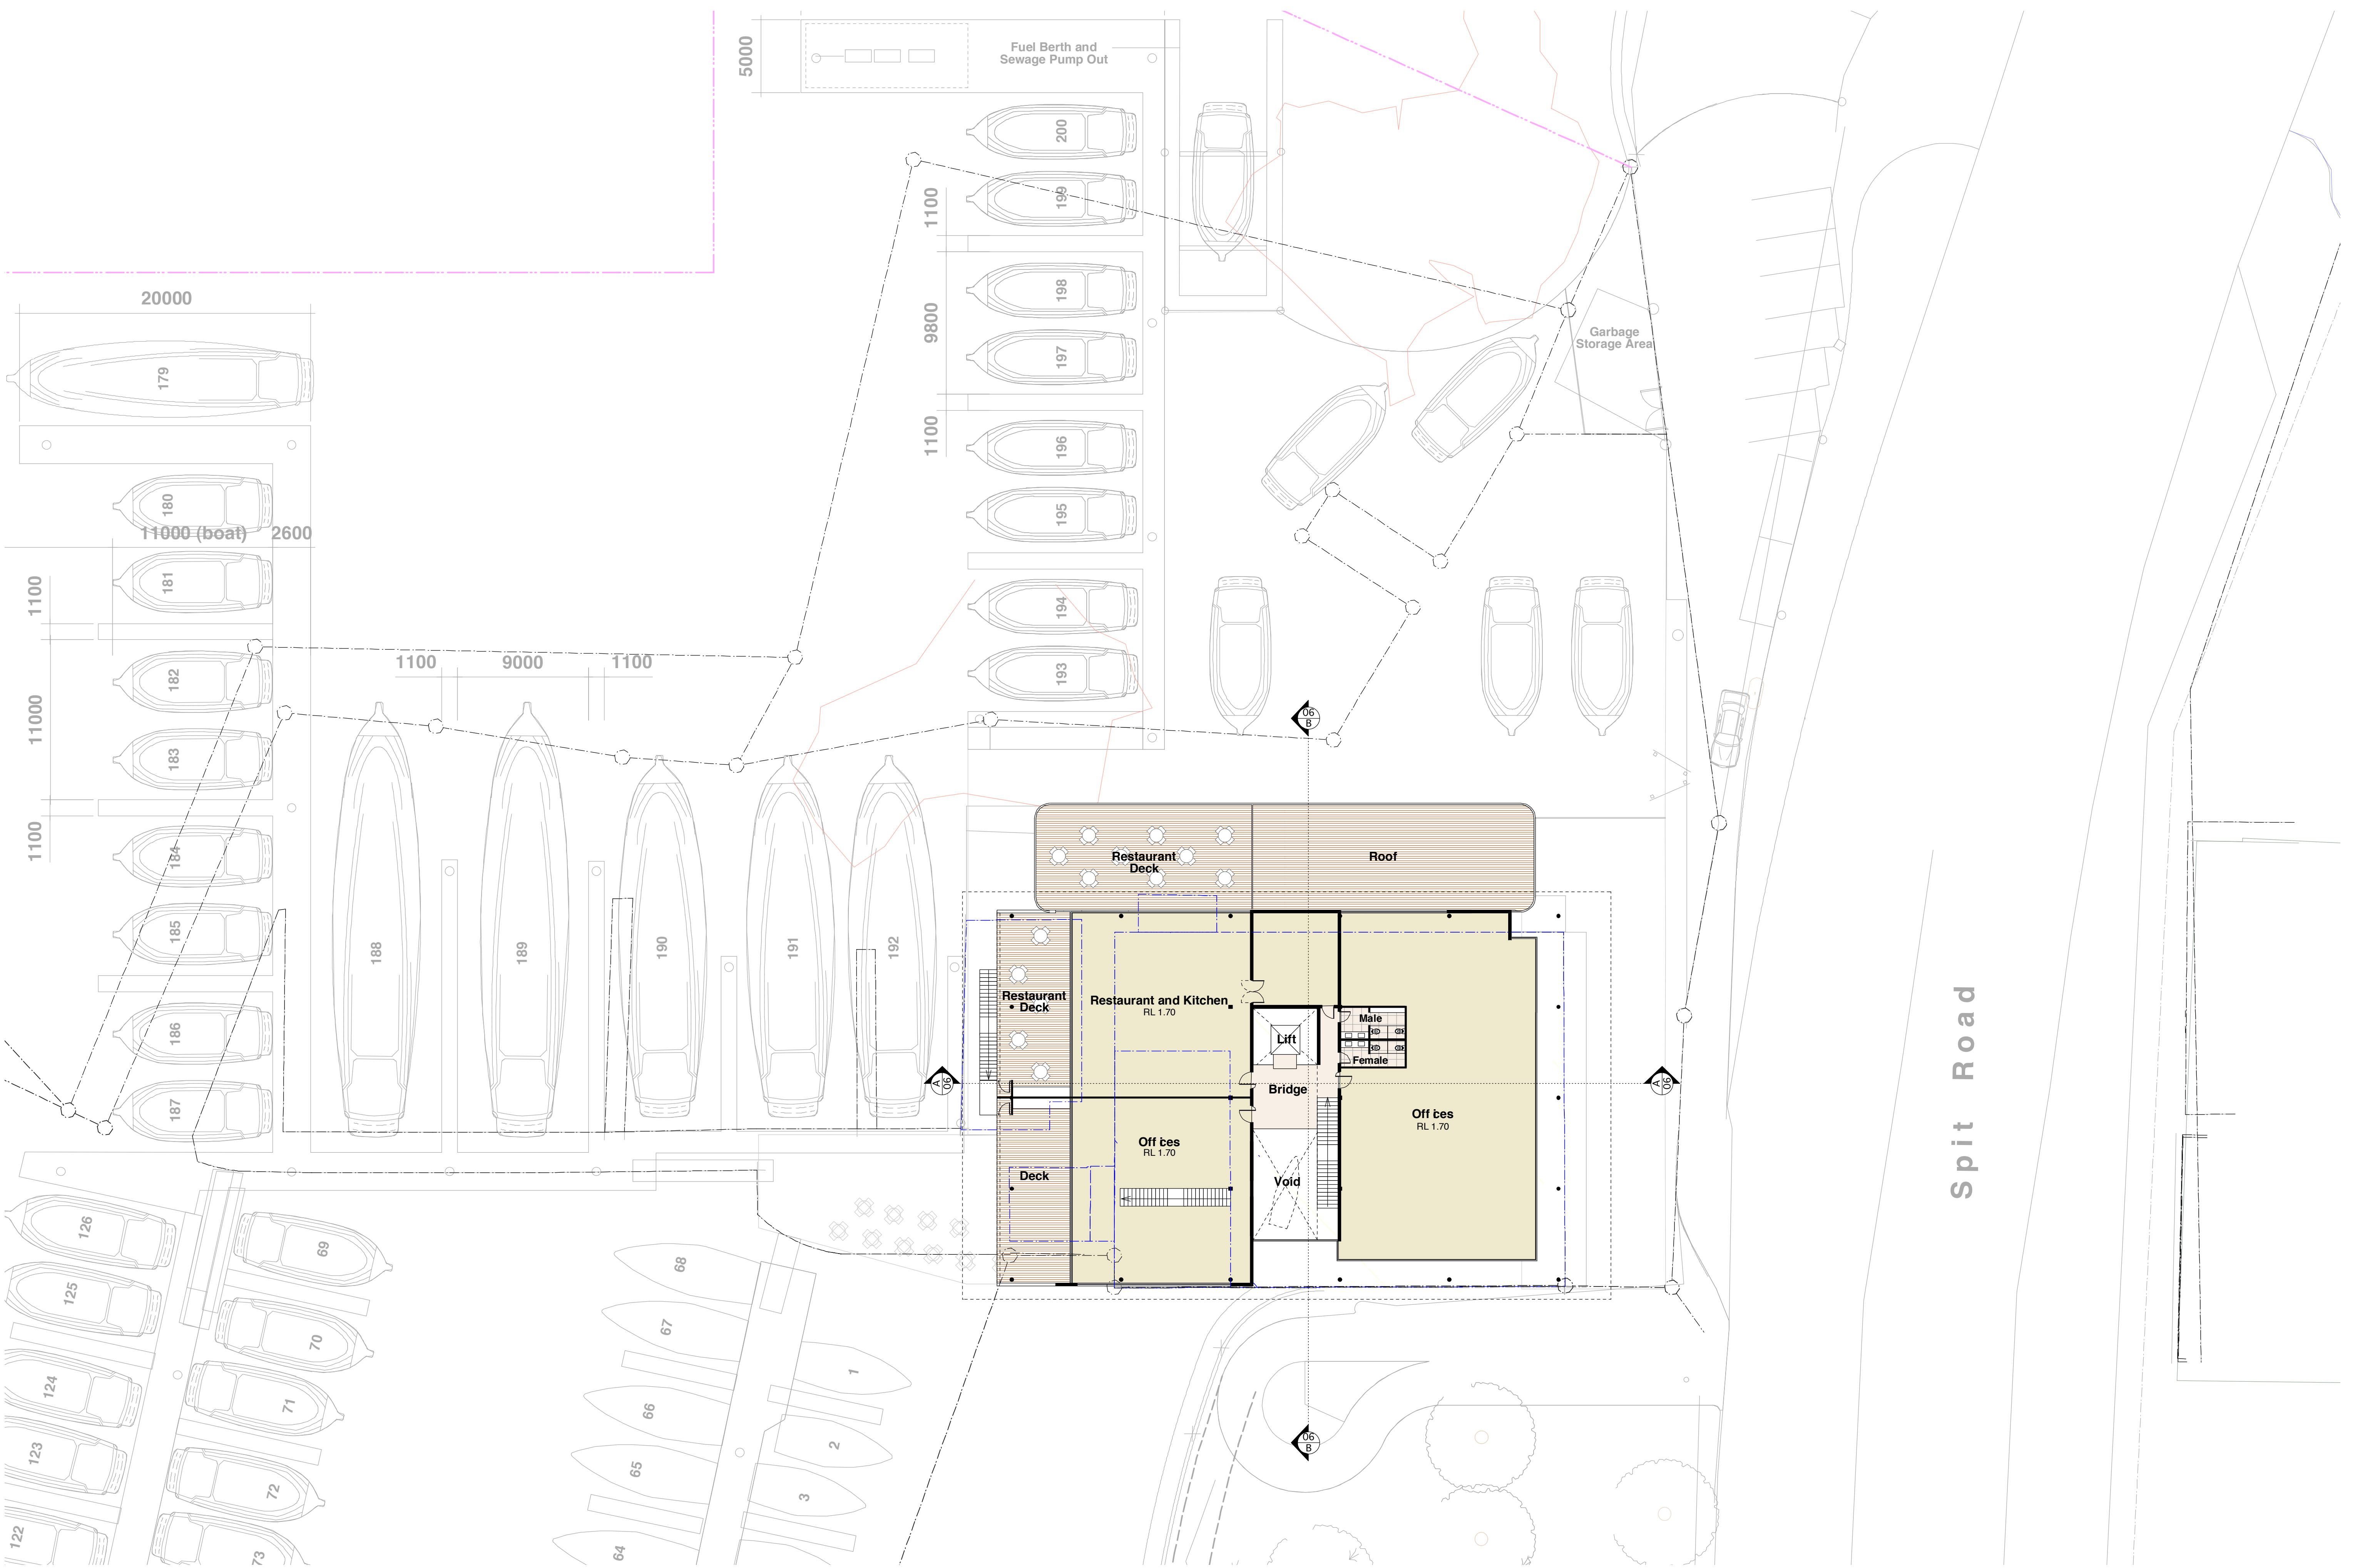 5000
Fuel Berth and
Sewage Pump Out
200
199
1100
198
9800
197
1100
196
195
194
193
20000
179
180
11000 (boat)
2600
181
1100
182
11000
183
1100
184
185
186
187
1100
9000
1100
188
189
190
191
192
Garbage
Storage Area
06
B
Restaurant
Deck
Roof
Restaurant
Deck
Restaurant and Kitchen
RL 1.70
Lift
Male
Female
Bridge
A
06
A
06
Offices
RL 1.70
Offices
RL 1.70
Deck
Void
Spit Road
126
125
124
123
122
69
70
71
72
73
68
67
66
65
64
1
2
3
06
B